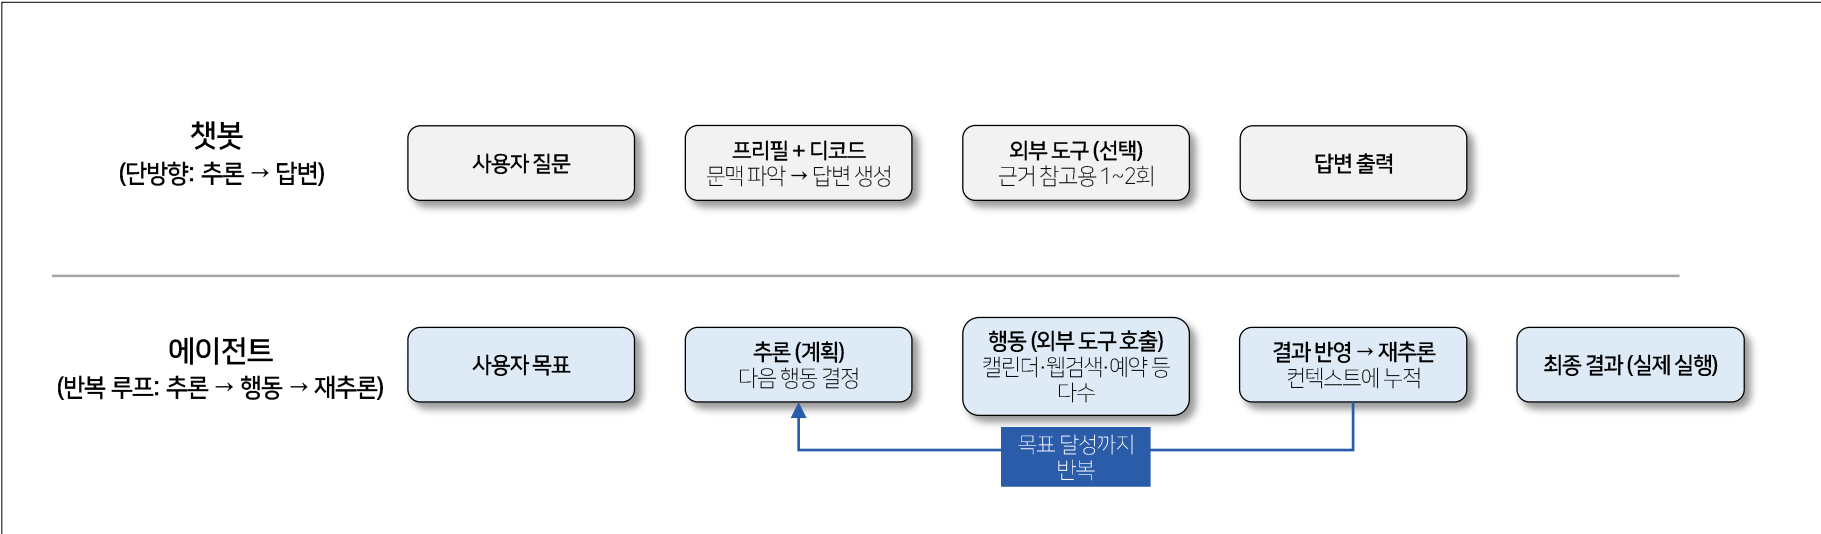 챗봇
(단방향: 추론 → 답변)
사용자 질문
프리필 + 디코드
문맥 파악 → 답변 생성
외부 도구 (선택)
근거 참고용 1~2회
답변 출력
에이전트
(반복 루프: 추론 → 행동 → 재추론)
사용자 목표
추론 (계획)
다음 행동 결정
행동 (외부 도구 호출)
캘린더·웹검색·예약 등
다수
결과 반영 → 재추론
컨텍스트에 누적
최종 결과 (실제 실행)
목표 달성까지
반복